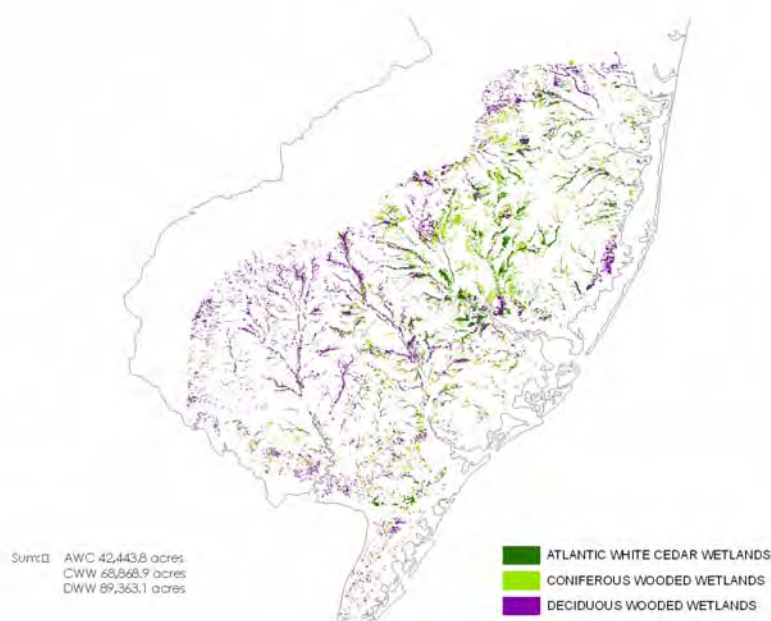 Sum: AWC 42,443.8 acres
CWW 68,868.9 acres
DWW 89,363.1 acres
ATLANTIC WHITE CEDAR WETLANDS
CONIFEROUS WOODED WETLANDS
DECIDUOUS WOODED WETLANDS